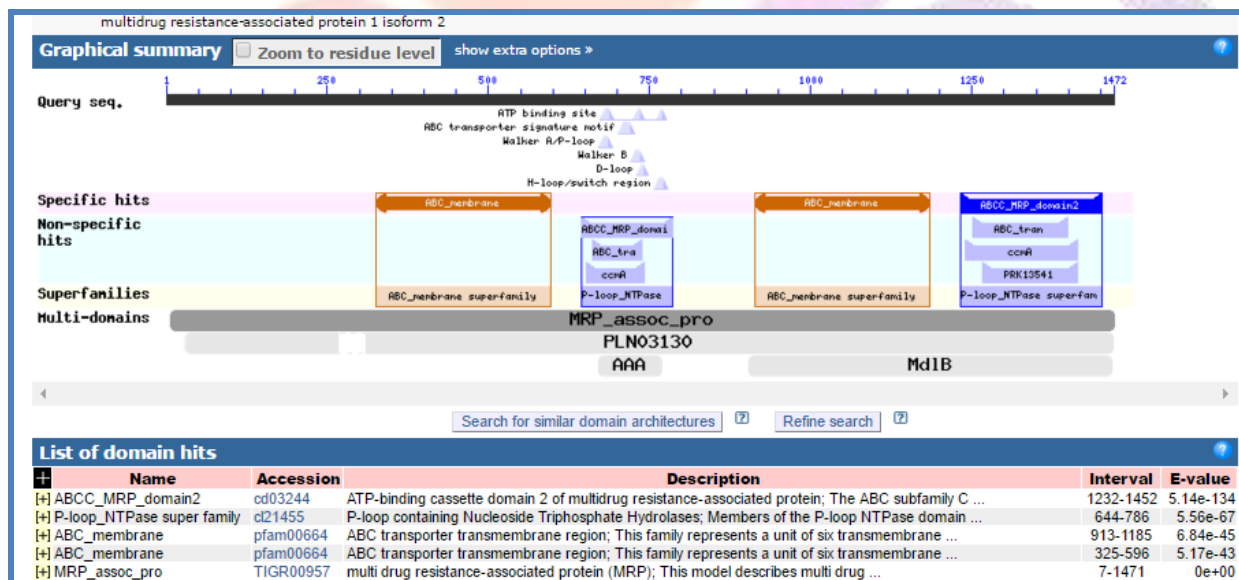 multidrug resistance-associated protein 1 isoform 2
Graphical summary Zoom to residue level show extra options »
1 250 500 750 1000 1250 1472
Query seq.
ATP binding site
ABC transporter signature motif
Walker A/P-loop
Walker B
D-loop
H-loop/switch region
Specific hits ABC_membrane ABC_membrane ABCC_MRP_domain2
Non-specific hits ABCC_MRP_domai ABC_tran
ABC_tra ccmA
ccmA PRK13541
Superfamilies ABC_membrane superfamily P-loop_NTPase ABC_membrane superfamily P-loop_NTPase superfam
Multi-domains MRP_assoc_pro
PLN03130
AAA MdlB
Search for similar domain architectures ? Refine search ?
List of domain hits ?
+ Name Accession Description Interval E-value
[+] ABCC_MRP_domain2 cd03244 ATP-binding cassette domain 2 of multidrug resistance-associated protein; The ABC subfamily C ... 1232-1452 5.14e-134
[+] P-loop_NTPase super family cl21455 P-loop containing Nucleoside Triphosphate Hydrolases; Members of the P-loop NTPase domain ... 644-786 5.56e-67
[+] ABC_membrane pfam00664 ABC transporter transmembrane region; This family represents a unit of six transmembrane ... 913-1185 6.84e-45
[+] ABC_membrane pfam00664 ABC transporter transmembrane region; This family represents a unit of six transmembrane ... 325-596 5.17e-43
[+] MRP_assoc_pro TIGR00957 multi drug resistance-associated protein (MRP); This model describes multi drug ... 7-1471 0e+00